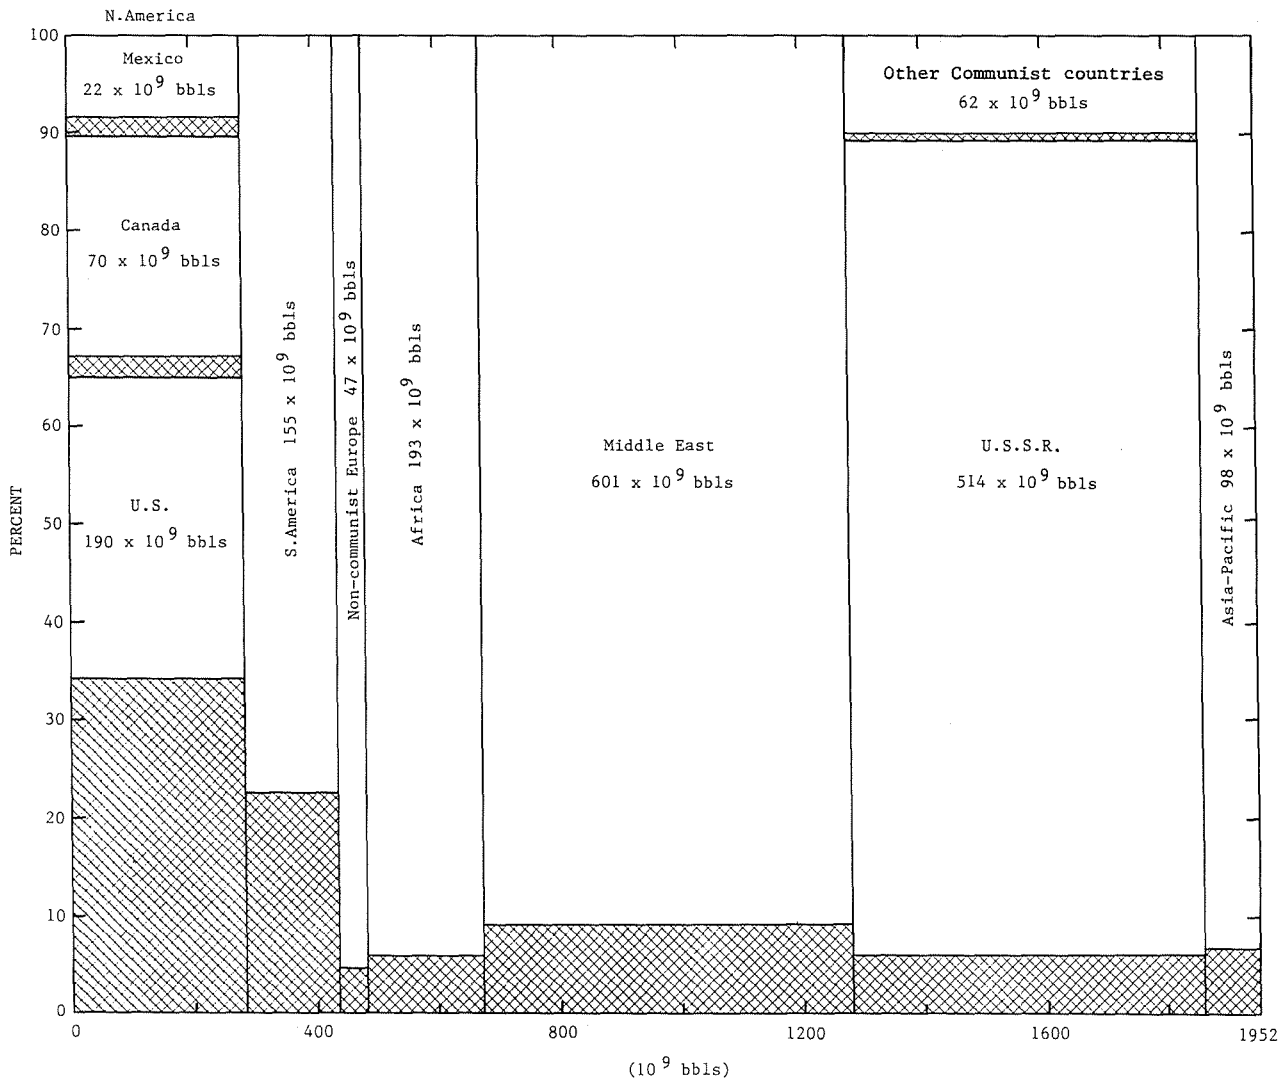 N.America
100
90
80
70
60
50
40
30
20
10
0
PERCENT
Mexico
22 x 10⁹ bbls
Canada
70 x 10⁹ bbls
U.S.
190 x 10⁹ bbls
S.America 155 x 10⁹ bbls
Non-communist Europe 47 x 10⁹ bbls
Africa 193 x 10⁹ bbls
Middle East
601 x 10⁹ bbls
Other Communist countries
62 x 10⁹ bbls
U.S.S.R.
514 x 10⁹ bbls
Asia-Pacific 98 x 10⁹ bbls
0 400 800 1200 1600 1952
(10⁹ bbls)